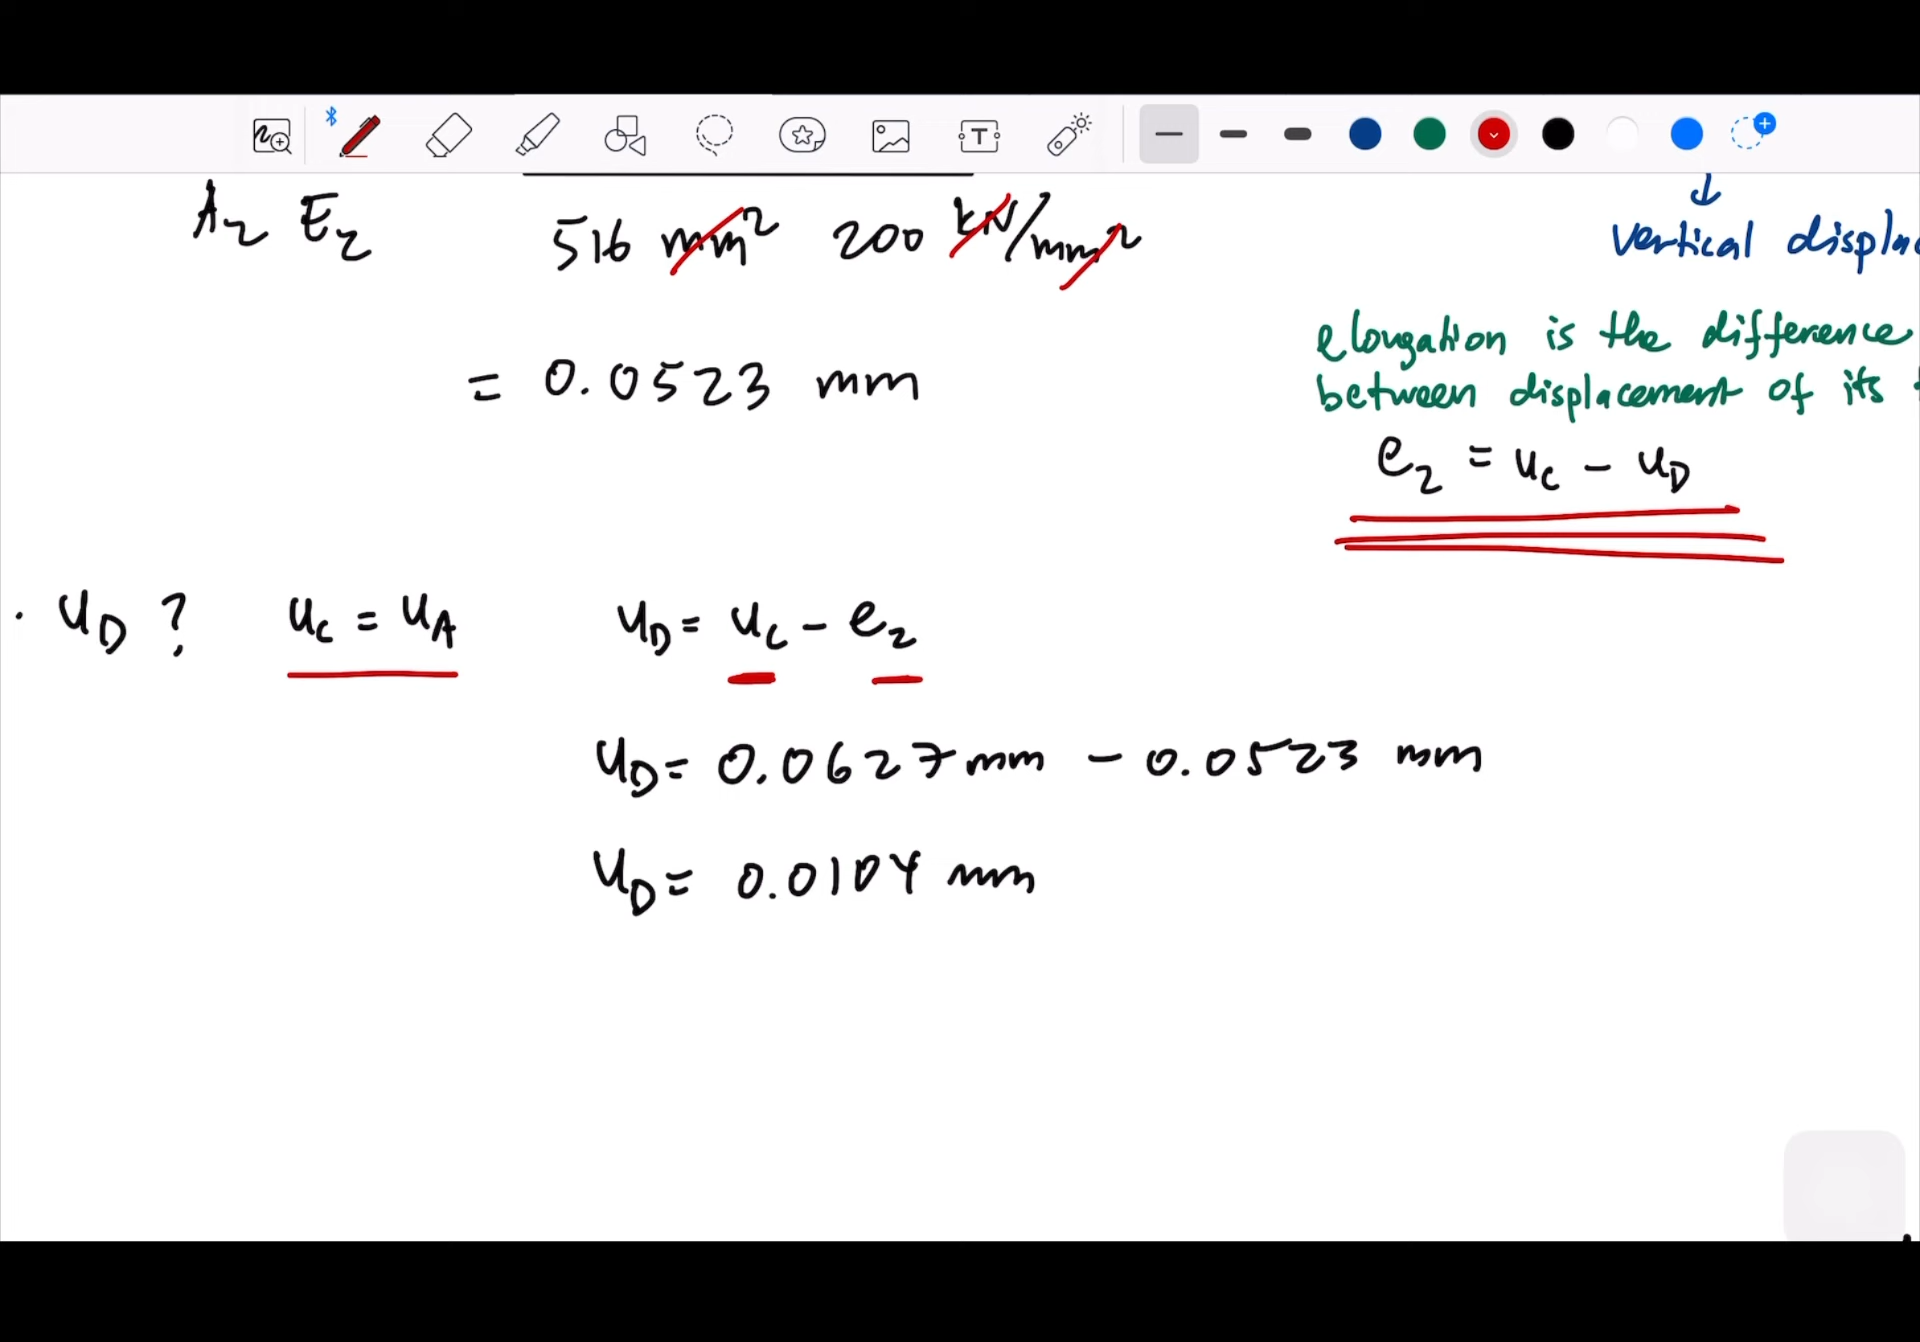 A₂ E₂ 516 mm² 200 kN/mm²
vertical
= 0.0523 mm
elongation is the difference
between displacement of its
e₂ = u_C - u_D
. u_D ? u_C = u_A u_D = u_C - e₂
u_D = 0.0627 mm - 0.0523 mm
u_D = 0.0104 mm